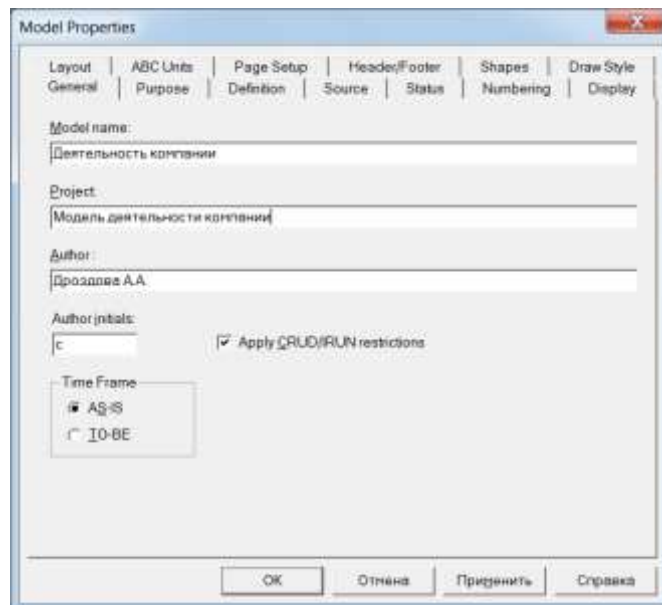 Model Properties
Layout ABC Units Page Setup Header/Footer Shapes Draw Style
General Purpose Definition Source Status Numbering Display
Model name:
Деятельность компании
Project:
Модель деятельности компании
Author:
Дроздова А.А.
Author initials:
с
Apply CRUD/IRUN restrictions
Time Frame
AS-IS
TO-BE
OK Отмена Применить Справка